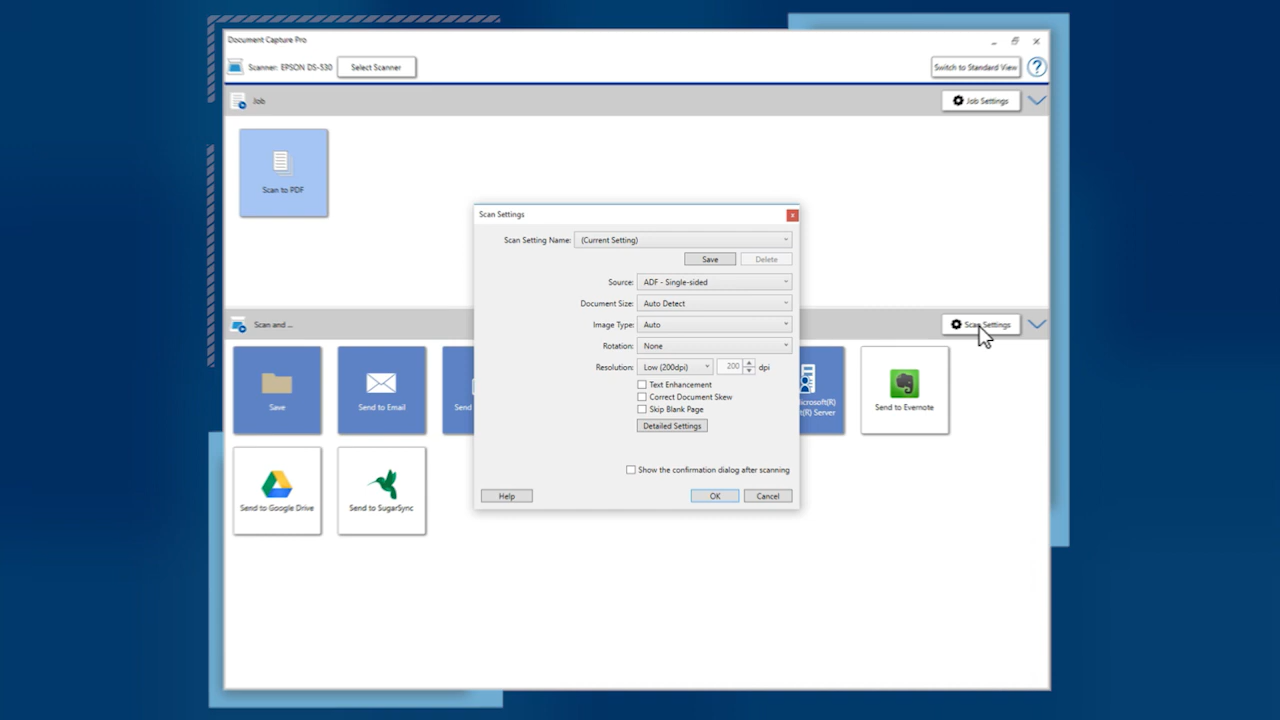 Document Capture Pro
Scanner: EPSON DS-530
Select Scanner
Switch to Standard View
?
Job
Job Settings
Scan to PDF
Scan Settings
x
Scan Setting Name:
(Current Setting)
Save
Delete
Source:
ADF - Single-sided
Document Size:
Auto Detect
Image Type:
Auto
Rotation:
None
Resolution:
Low (200dpi)
200
dpi
Text Enhancement
Correct Document Skew
Skip Blank Page
Detailed Settings
Show the confirmation dialog after scanning
Help
OK
Cancel
Scan and ...
Scan Settings
Save
Send to Email
Send
icrosoft(R)
t(R) Server
Send to Evernote
Send to Google Drive
Send to SugarSync